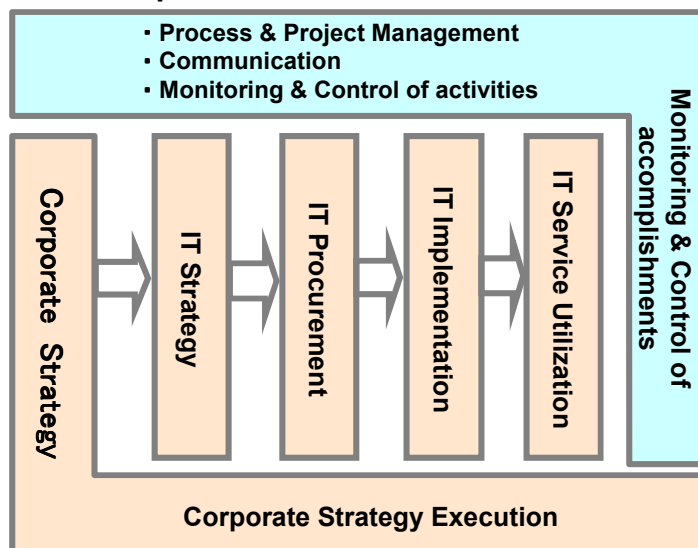 ・Process & Project Management
・Communication
・Monitoring & Control of activities
Monitoring & Control of
accomplishments
Corporate Strategy
IT Strategy
IT Procurement
IT Implementation
IT Service Utilization
Corporate Strategy Execution